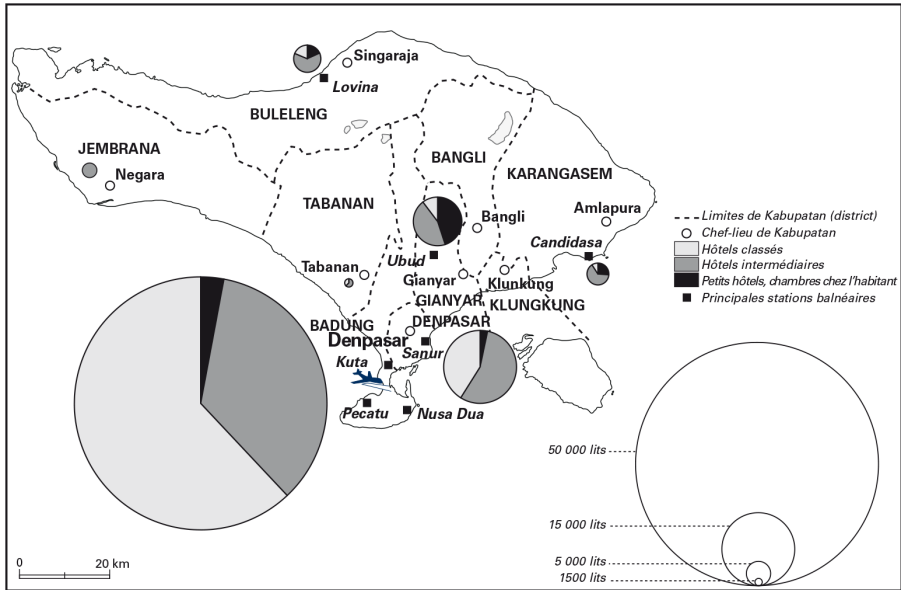 Singaraja
Lovina
BULELENG
JEMBRANA
Negara
BANGLI
KARANGASEM
TABANAN
Bangli
Amlapura
Candidasa
Ubud
Tabanan
Gianyar
Klunkung
GIANYAR
KLUNGKUNG
BADUNG
DENPASAR
Denpasar
Sanur
Kuta
Pecatu
Nusa Dua
Limites de Kabupatan (district)
Chef-lieu de Kabupatan
Hôtels classés
Hôtels intermédiaires
Petits hôtels, chambres chez l'habitant
Principales stations balnéaires
50 000 lits
15 000 lits
5 000 lits
1500 lits
0 20 km